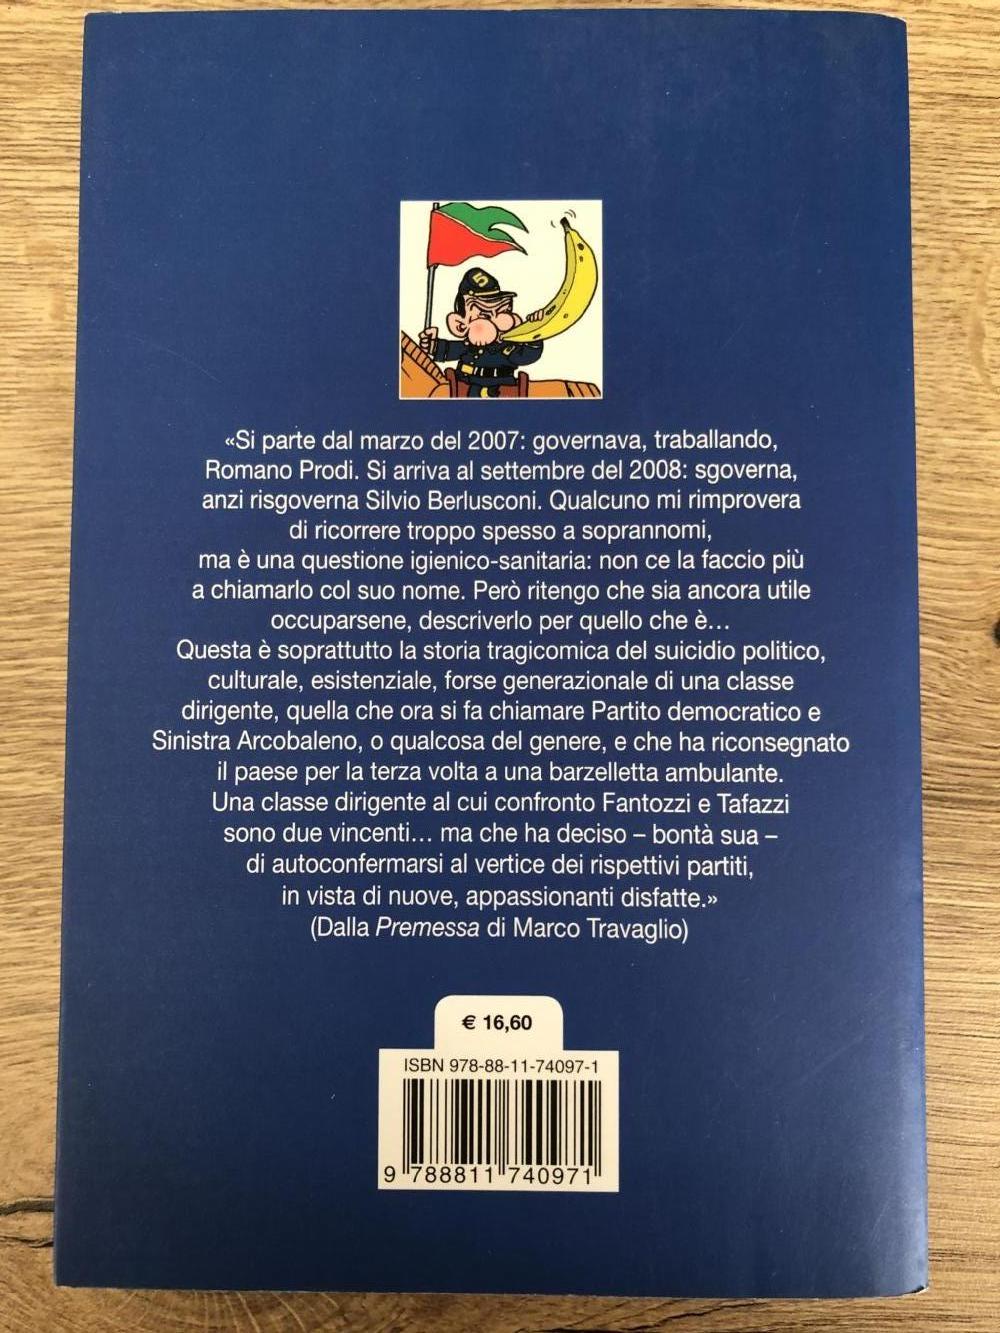 5
«Si parte dal marzo del 2007: governava, traballando,
Romano Prodi. Si arriva al settembre del 2008: sgoverna,
anzi risgoverna Silvio Berlusconi. Qualcuno mi rimprovera
di ricorrere troppo spesso a soprannomi,
ma è una questione igienico-sanitaria: non ce la faccio più
a chiamarlo col suo nome. Però ritengo che sia ancora utile
occuparsene, descriverlo per quello che è...
Questa è soprattutto la storia tragicomica del suicidio politico,
culturale, esistenziale, forse generazionale di una classe
dirigente, quella che ora si fa chiamare Partito democratico e
Sinistra Arcobaleno, o qualcosa del genere, e che ha riconsegnato
il paese per la terza volta a una barzelletta ambulante.
Una classe dirigente al cui confronto Fantozzi e Tafazzi
sono due vincenti... ma che ha deciso – bontà sua –
di autoconfermarsi al vertice dei rispettivi partiti,
in vista di nuove, appassionanti disfatte.»
(Dalla Premessa di Marco Travaglio)
€ 16,60
ISBN 978-88-11-74097-1
9 788811 740971